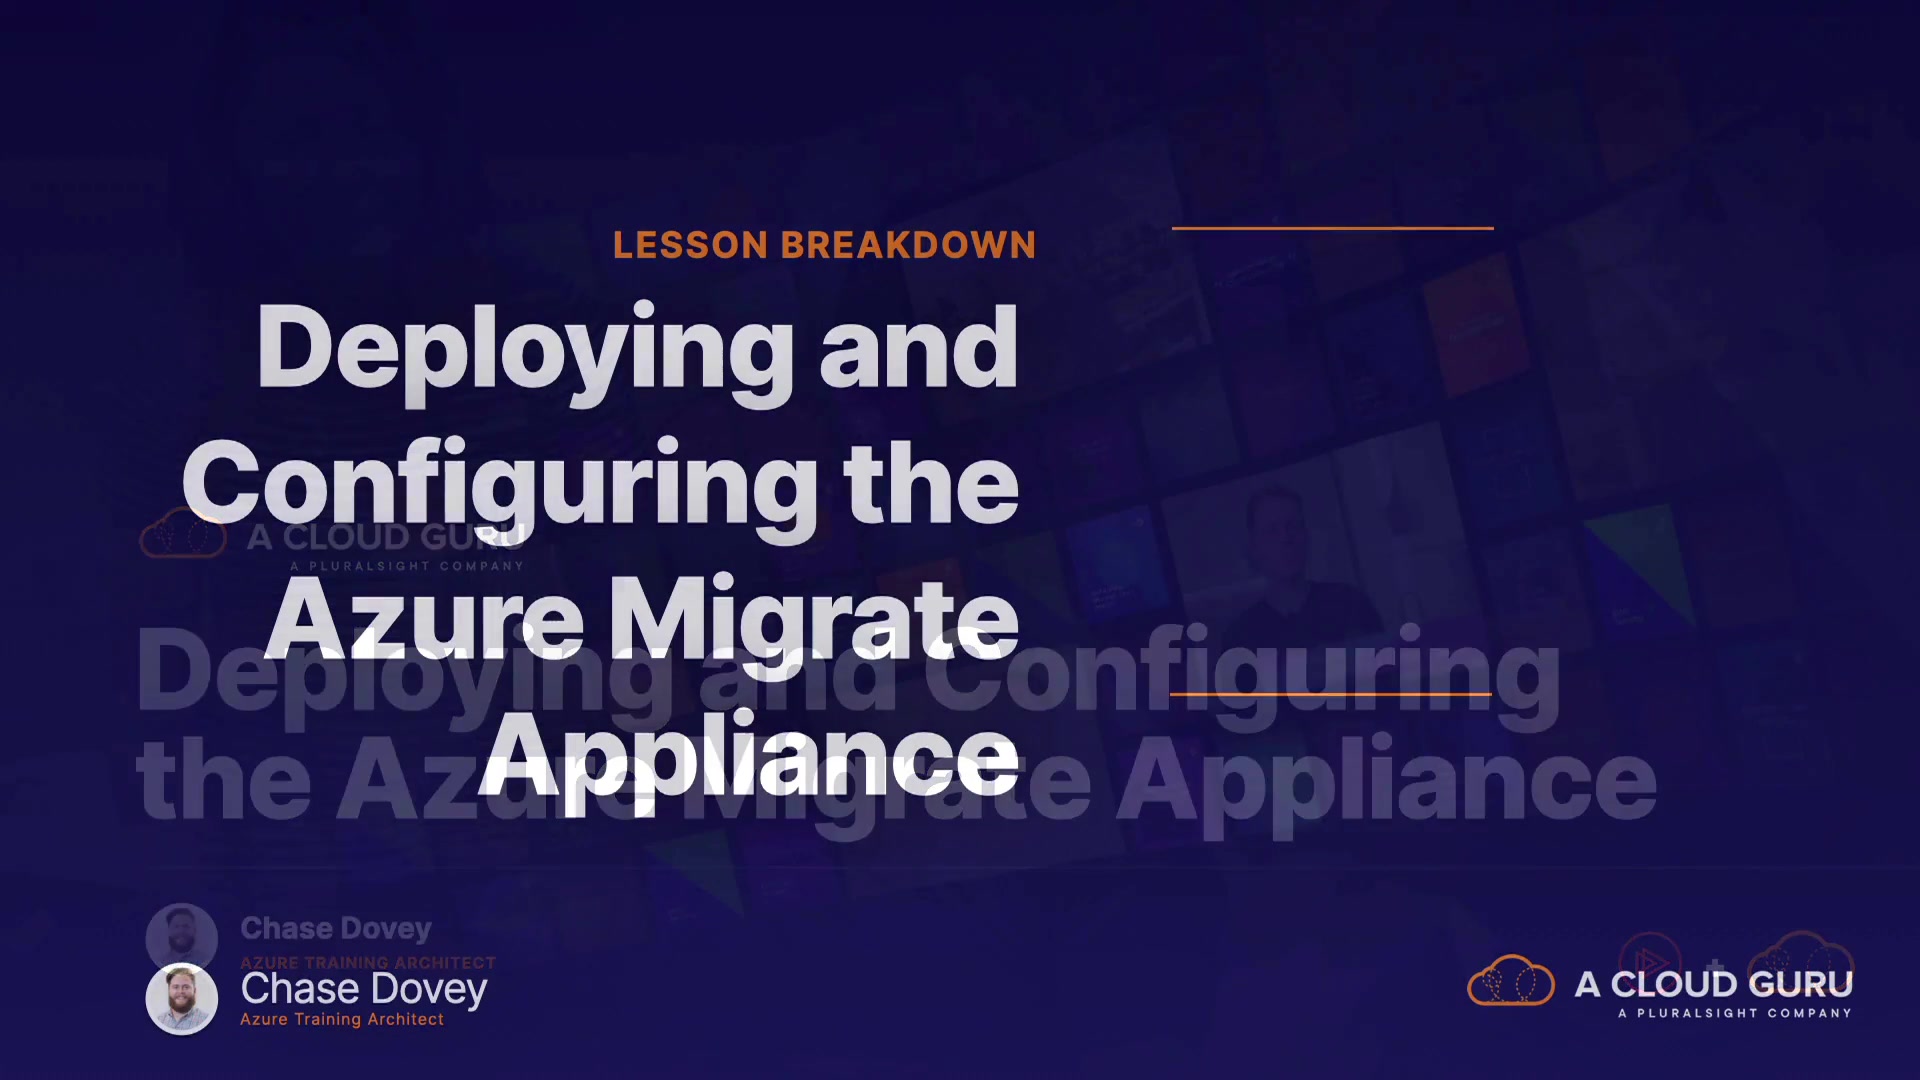 LESSON BREAKDOWN
Deploying and
Configuring the
Azure Migrate
Appliance
A CLOUD GURU
A PLURALSIGHT COMPANY
Deploying and Configuring
the Azure Migrate Appliance
Chase Dovey
AZURE TRAINING ARCHITECT
Chase Dovey
Azure Training Architect
A CLOUD GURU
A PLURALSIGHT COMPANY